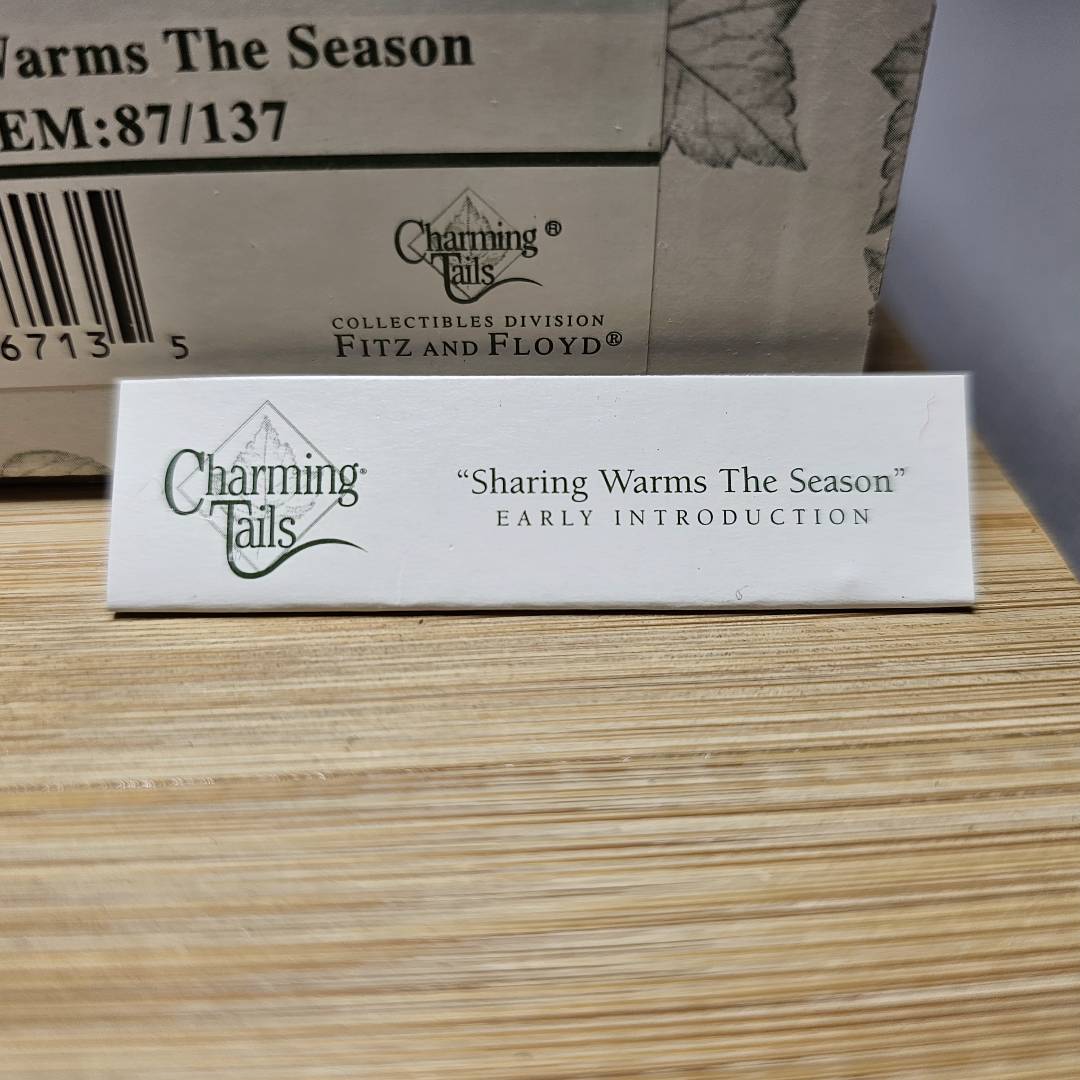 Warms The Season
EM:87/137
Charming ®
Tails
COLLECTIBLES DIVISION
FITZ AND FLOYD®
6713 5
Charming®
Tails
“Sharing Warms The Season”
EARLY INTRODUCTION